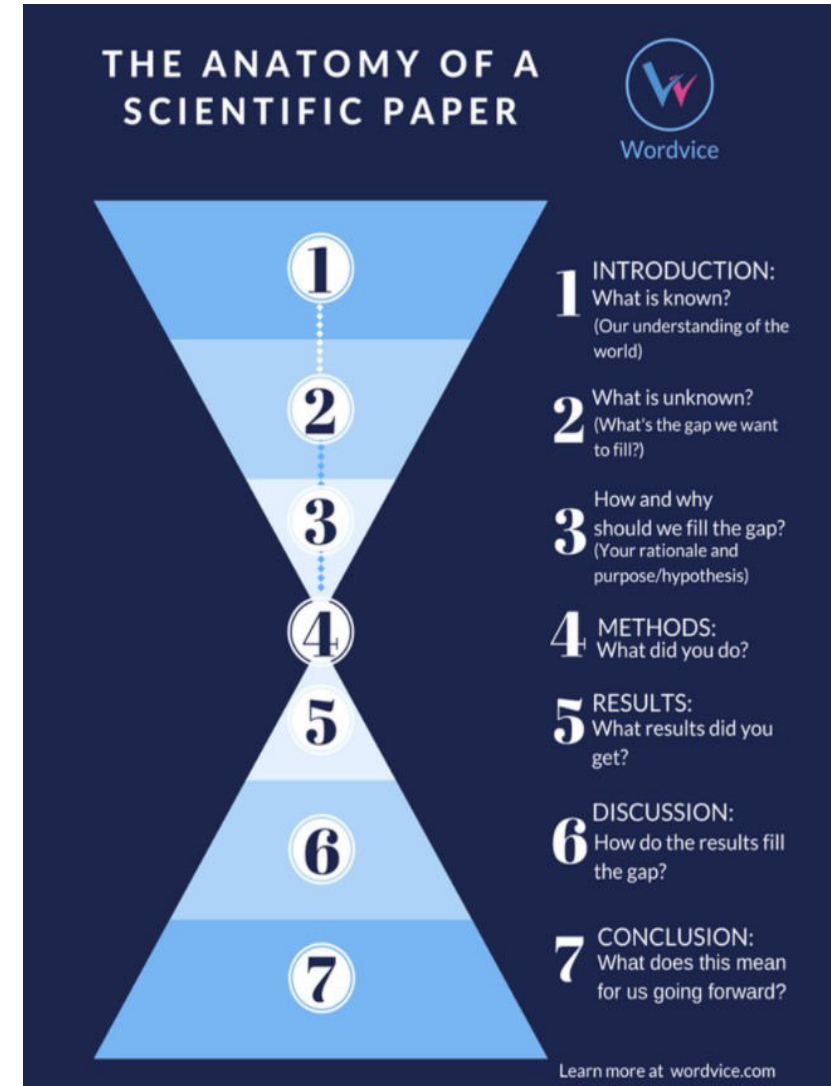 THE ANATOMY OF A
SCIENTIFIC PAPER
Wordvice
1
2
3
4
5
6
7
1 INTRODUCTION:
What is known?
(Our understanding of the
world)
2 What is unknown?
(What's the gap we want
to fill?)
3 How and why
should we fill the gap?
(Your rationale and
purpose/hypothesis)
4 METHODS:
What did you do?
5 RESULTS:
What results did you
get?
6 DISCUSSION:
How do the results fill
the gap?
7 CONCLUSION:
What does this mean
for us going forward?
Learn more at wordvice.com